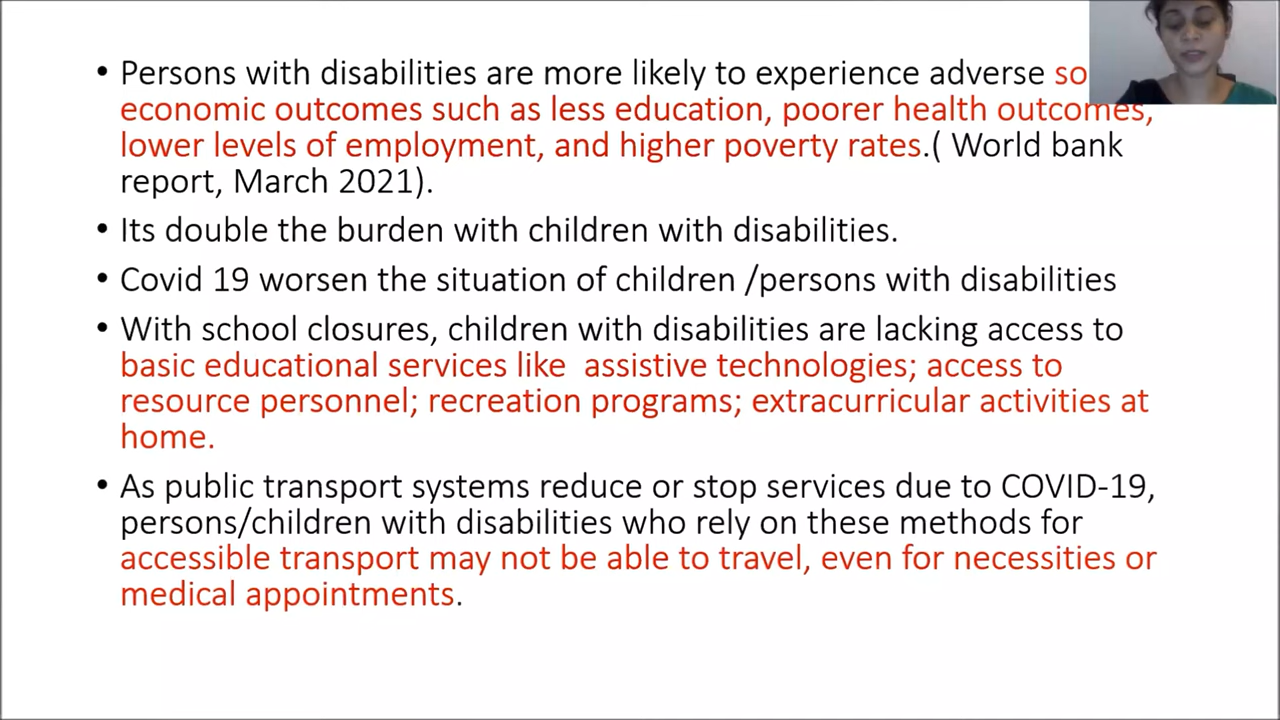 • Persons with disabilities are more likely to experience adverse
economic outcomes such as less education, poorer health outcomes,
lower levels of employment, and higher poverty rates.( World bank
report, March 2021).
• Its double the burden with children with disabilities.
• Covid 19 worsen the situation of children /persons with disabilities
• With school closures, children with disabilities are lacking access to
basic educational services like  assistive technologies; access to
resource personnel; recreation programs; extracurricular activities at
home.
• As public transport systems reduce or stop services due to COVID-19,
persons/children with disabilities who rely on these methods for
accessible transport may not be able to travel, even for necessities or
medical appointments.